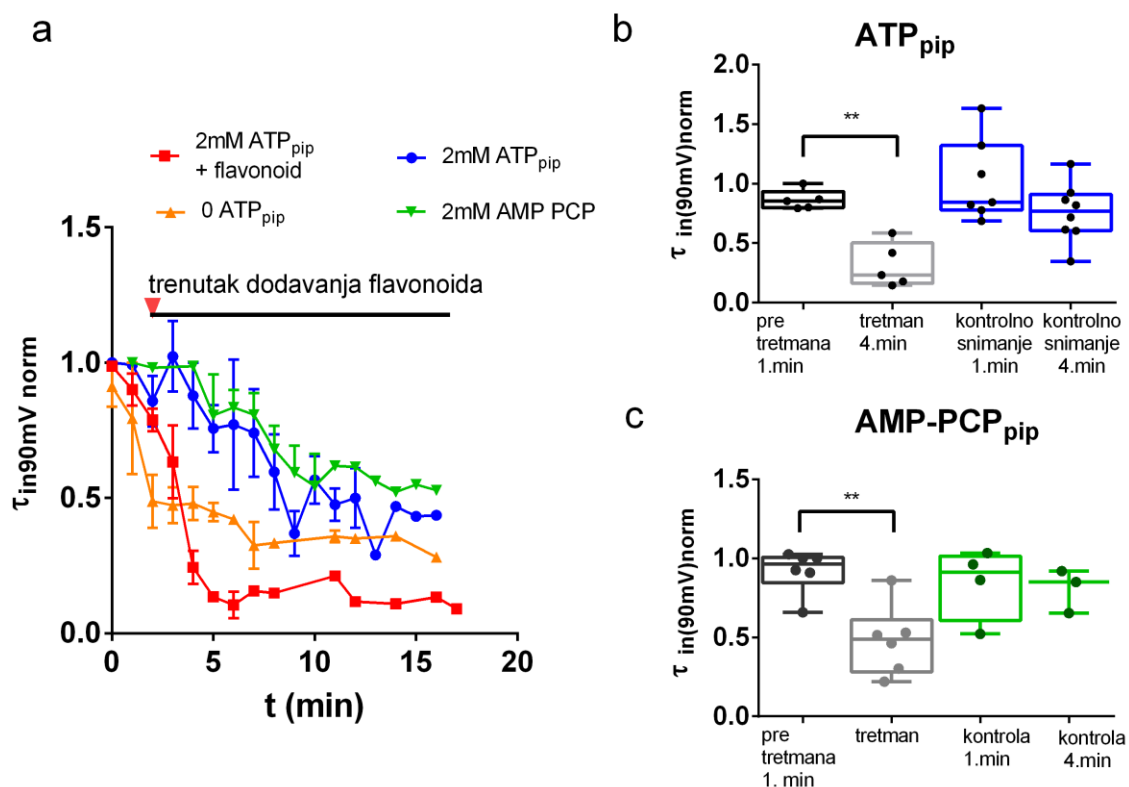 a
2mM ATPpip
+ flavonoid
2mM ATPpip
0 ATPpip
2mM AMP PCP
trenutak dodavanja flavonoida
τin90mV norm
1.5
1.0
0.5
0.0
0
5
10
15
20
t (min)
b
ATPpip
τ in(90mV)norm
2.0
1.5
1.0
0.5
0.0
**
pre
tretmana
1.min
tretman
4.min
kontrolno
snimanje
1.min
kontrolno
snimanje
4.min
c
AMP-PCPpip
τ in(90mV)norm
1.5
1.0
0.5
0.0
**
pre
tretmana
1. min
tretman
kontrola
1.min
kontrola
4.min